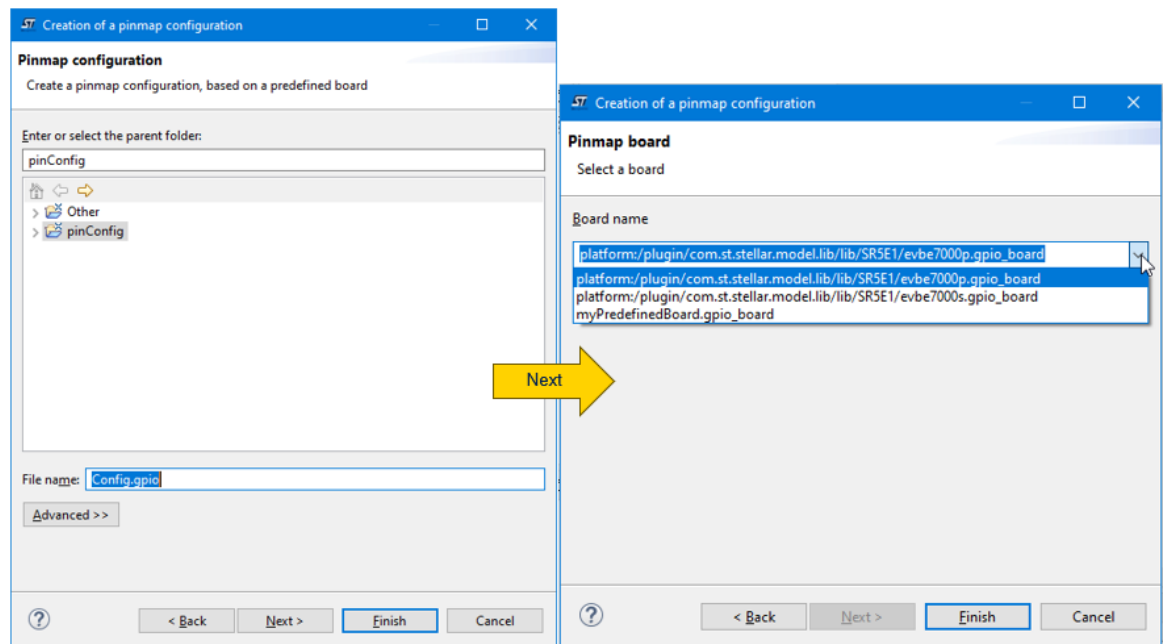 ST Creation of a pinmap configuration
Pinmap configuration
Create a pinmap configuration, based on a predefined board
Enter or select the parent folder:
pinConfig
Other
pinConfig
File name: Config.gpio
Advanced >>
? < Back Next > Finish Cancel
Next
ST Creation of a pinmap configuration
Pinmap board
Select a board
Board name
platform:/plugin/com.st.stellar.model.lib/lib/SR5E1/evbe7000p.gpio_board
platform:/plugin/com.st.stellar.model.lib/lib/SR5E1/evbe7000p.gpio_board
platform:/plugin/com.st.stellar.model.lib/lib/SR5E1/evbe7000s.gpio_board
myPredefinedBoard.gpio_board
? < Back Next > Finish Cancel